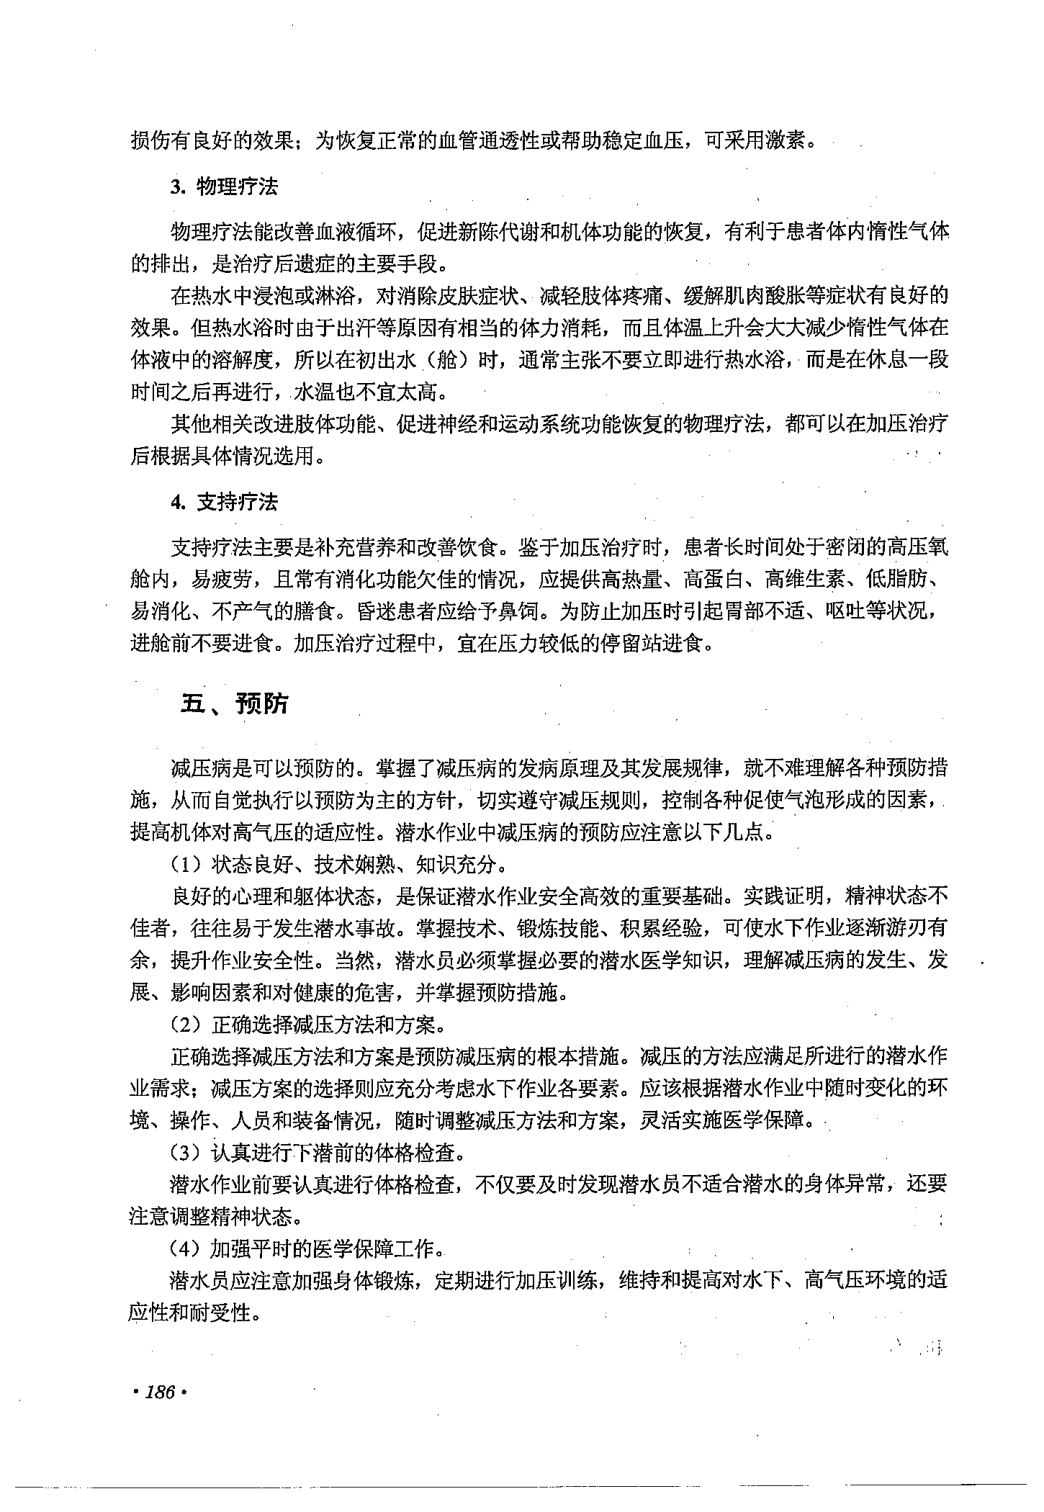 损伤有良好的效果；为恢复正常的血管通透性或帮助稳定血压，可采用激素。
3. 物理疗法
物理疗法能改善血液循环，促进新陈代谢和机体功能的恢复，有利于患者体内惰性气体
的排出，是治疗后遗症的主要手段。
在热水中浸泡或淋浴，对消除皮肤症状、减轻肢体疼痛、缓解肌肉酸胀等症状有良好的
效果。但热水浴时由于出汗等原因有相当的体力消耗，而且体温上升会大大减少惰性气体在
体液中的溶解度，所以在初出水（舱）时，通常主张不要立即进行热水浴，而是在休息一段
时间之后再进行，水温也不宜太高。
其他相关改进肢体功能、促进神经和运动系统功能恢复的物理疗法，都可以在加压治疗
后根据具体情况选用。
4. 支持疗法
支持疗法主要是补充营养和改善饮食。鉴于加压治疗时，患者长时间处于密闭的高压氧
舱内，易疲劳，且常有消化功能欠佳的情况，应提供高热量、高蛋白、高维生素、低脂肪、
易消化、不产气的膳食。昏迷患者应给予鼻饲。为防止加压时引起胃部不适、呕吐等状况，
进舱前不要进食。加压治疗过程中，宜在压力较低的停留站进食。
五、预防
减压病是可以预防的。掌握了减压病的发病原理及其发展规律，就不难理解各种预防措
施，从而自觉执行以预防为主的方针，切实遵守减压规则，控制各种促使气泡形成的因素，
提高机体对高气压的适应性。潜水作业中减压病的预防应注意以下几点。
（1）状态良好、技术娴熟、知识充分。
良好的心理和躯体状态，是保证潜水作业安全高效的重要基础。实践证明，精神状态不
佳者，往往易于发生潜水事故。掌握技术、锻炼技能、积累经验，可使水下作业逐渐游刃有
余，提升作业安全性。当然，潜水员必须掌握必要的潜水医学知识，理解减压病的发生、发
展、影响因素和对健康的危害，并掌握预防措施。
（2）正确选择减压方法和方案。
正确选择减压方法和方案是预防减压病的根本措施。减压的方法应满足所进行的潜水作
业需求；减压方案的选择则应充分考虑水下作业各要素。应该根据潜水作业中随时变化的环
境、操作、人员和装备情况，随时调整减压方法和方案，灵活实施医学保障。
（3）认真进行下潜前的体格检查。
潜水作业前要认真进行体格检查，不仅要及时发现潜水员不适合潜水的身体异常，还要
注意调整精神状态。
（4）加强平时的医学保障工作。
潜水员应注意加强身体锻炼，定期进行加压训练，维持和提高对水下、高气压环境的适
应性和耐受性。
·186·